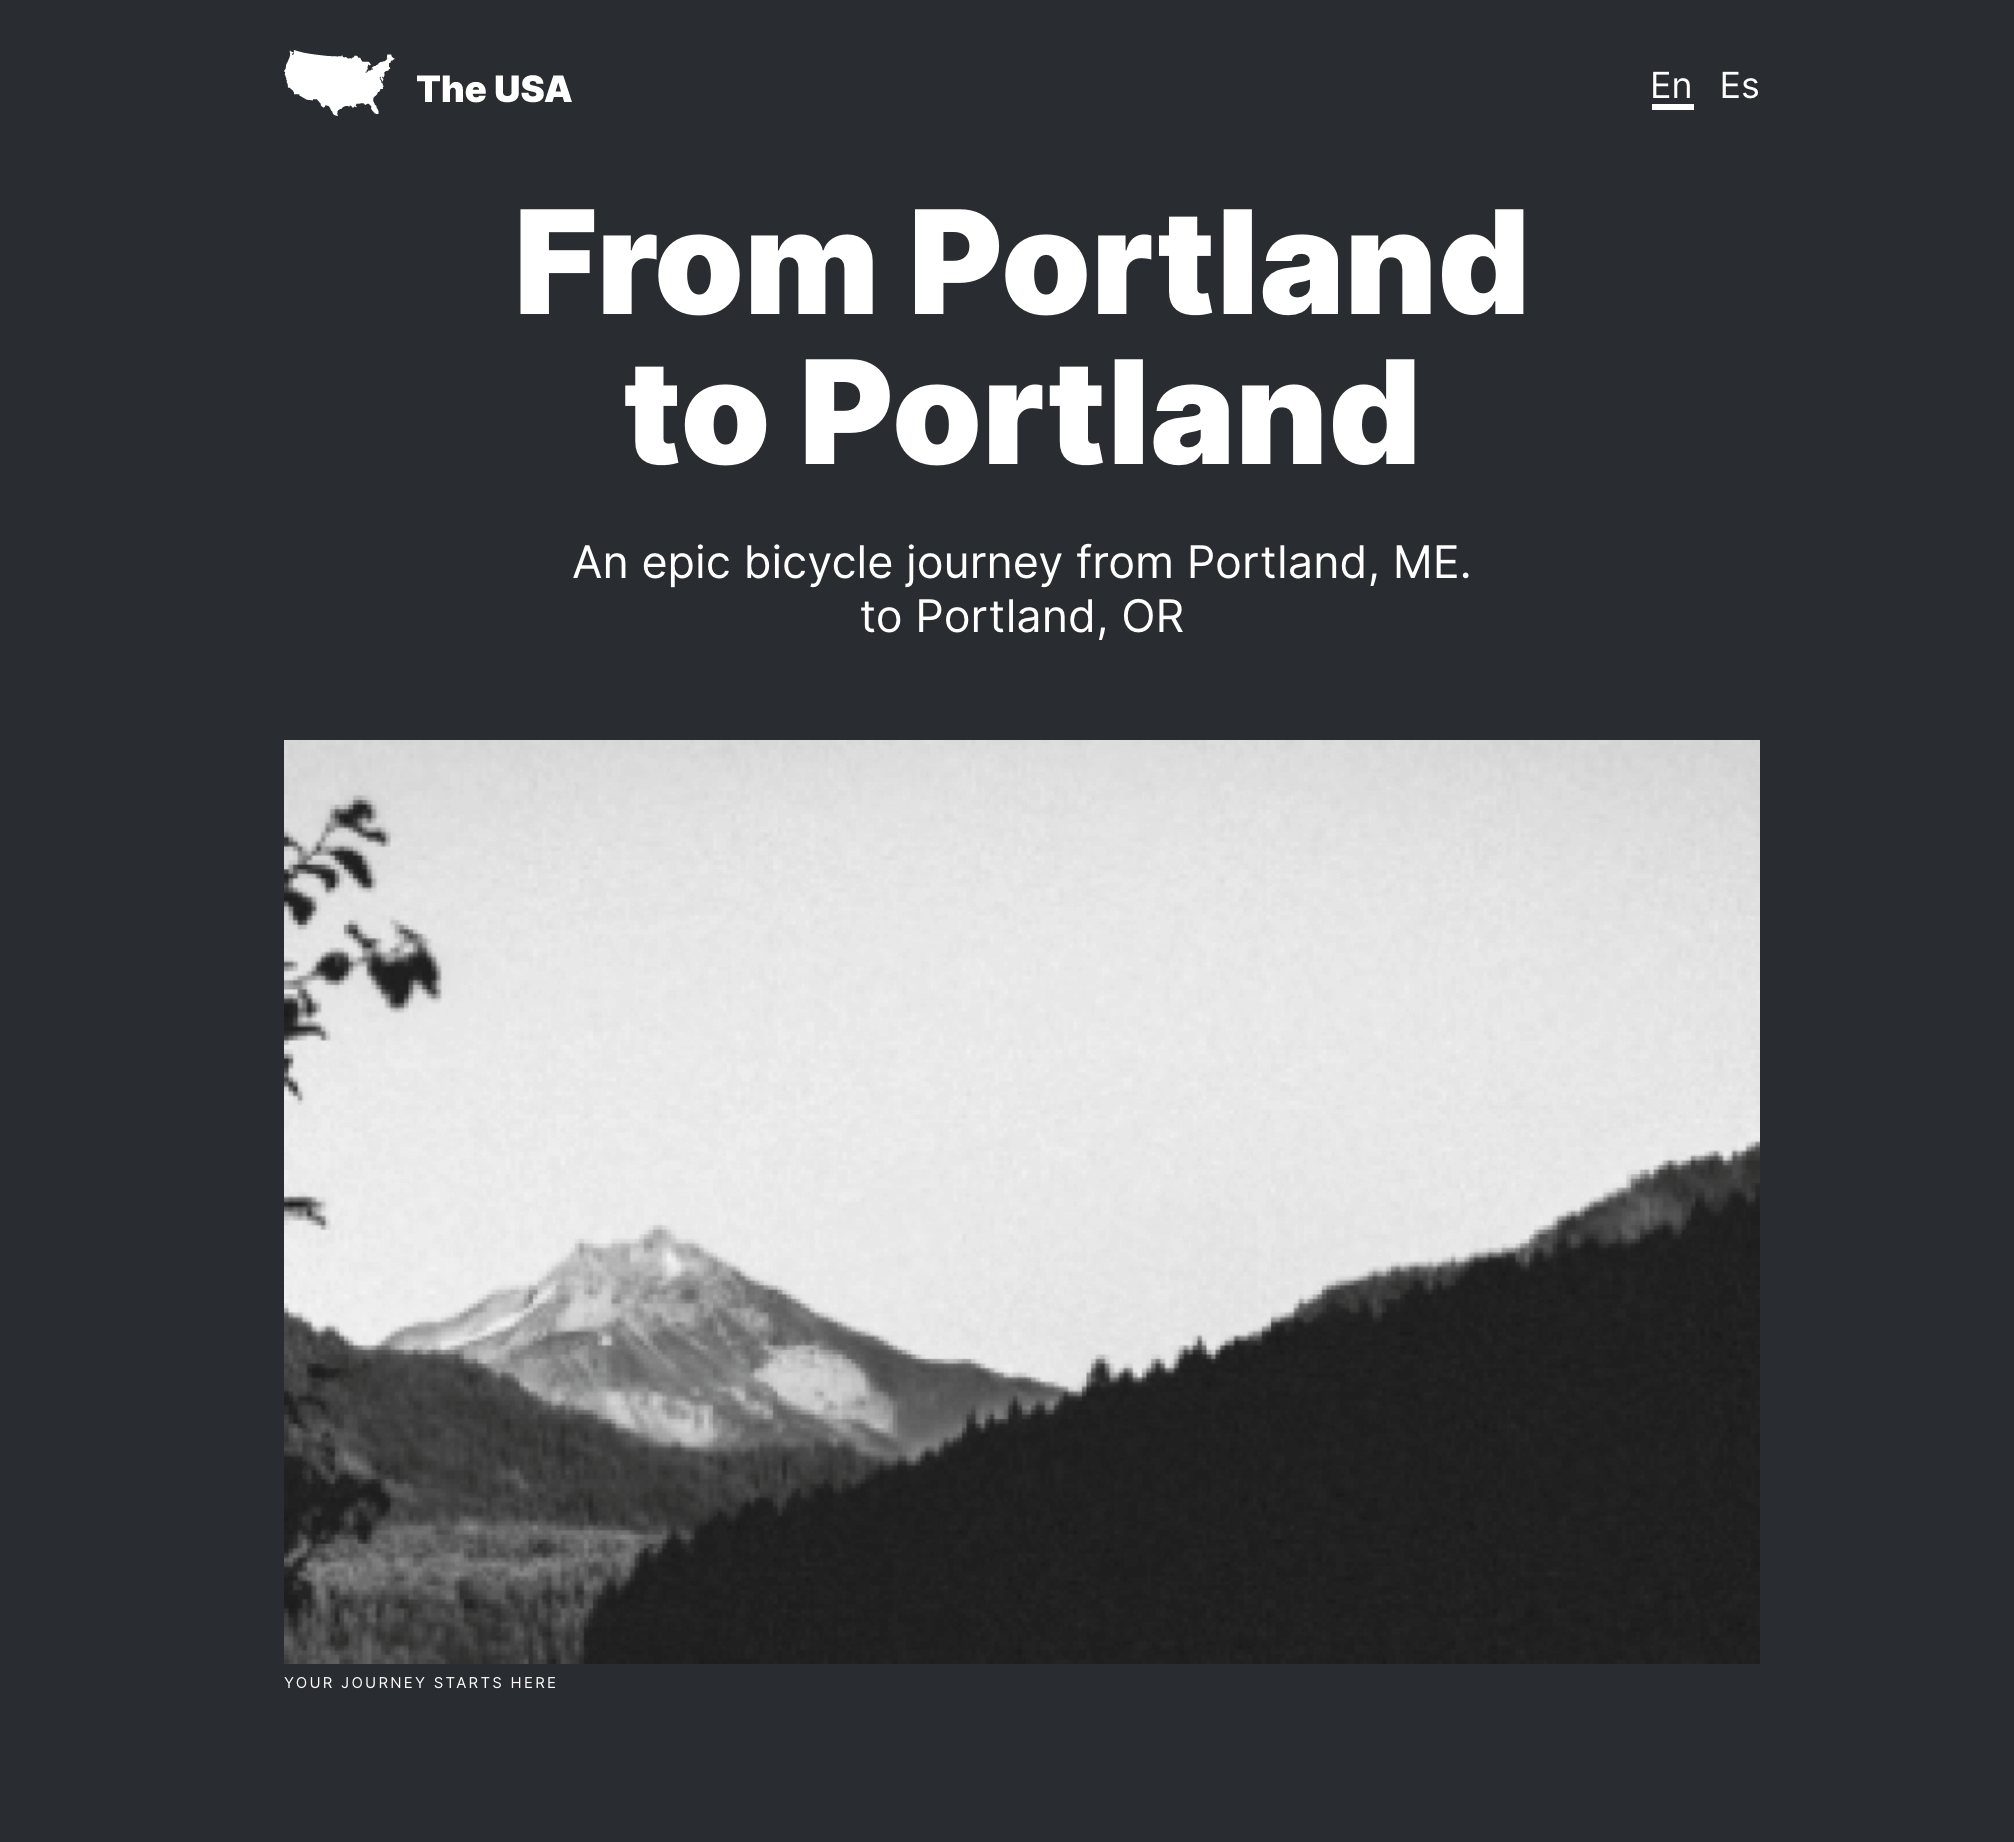 The USA
En Es
From Portland
to Portland
An epic bicycle journey from Portland, ME.
to Portland, OR
YOUR JOURNEY STARTS HERE